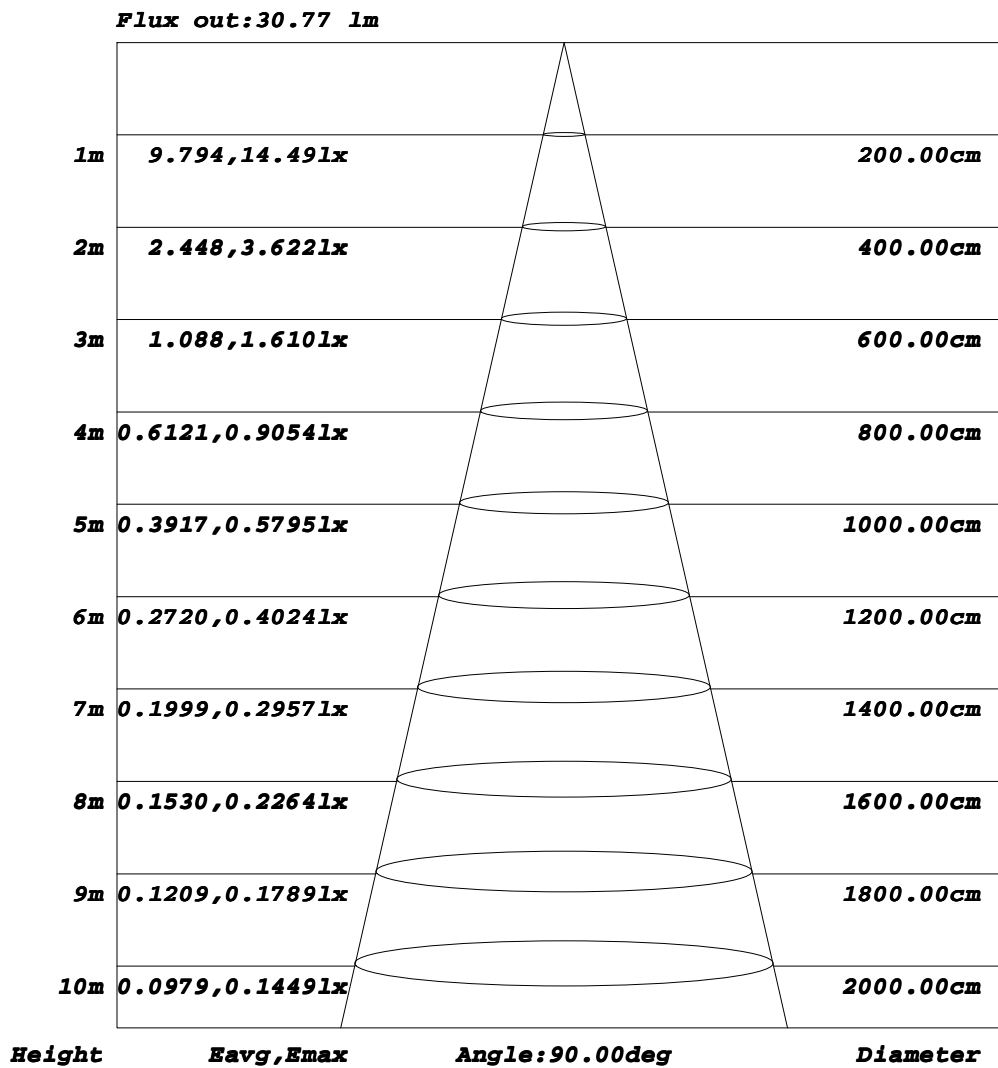 Flux out:30.77 lm
1m 9.794,14.49lx 200.00cm
2m 2.448,3.622lx 400.00cm
3m 1.088,1.610lx 600.00cm
4m 0.6121,0.9054lx 800.00cm
5m 0.3917,0.5795lx 1000.00cm
6m 0.2720,0.4024lx 1200.00cm
7m 0.1999,0.2957lx 1400.00cm
8m 0.1530,0.2264lx 1600.00cm
9m 0.1209,0.1789lx 1800.00cm
10m 0.0979,0.1449lx 2000.00cm
Height Eavg,Emax Angle:90.00deg Diameter